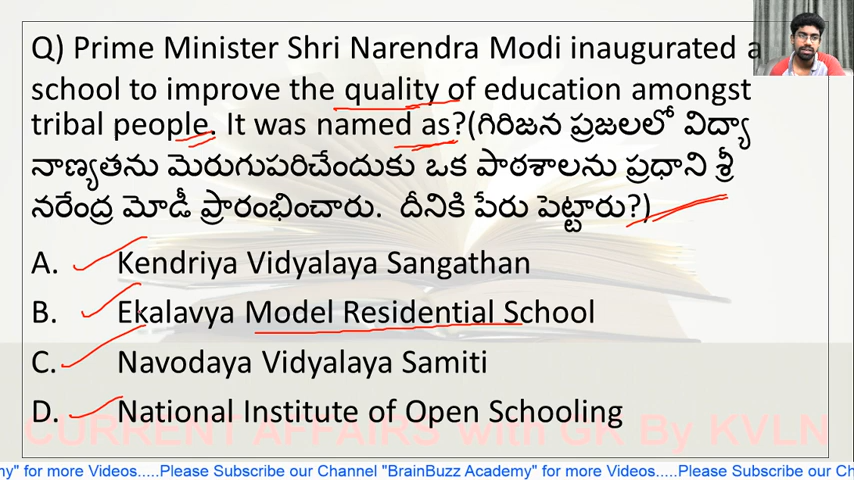 Q) Prime Minister Shri Narendra Modi inaugurated a
school to improve the quality of education amongst
tribal people. It was named as?(గిరిజన ప్రజలలో విద్యా
నాణ్యతను మెరుగుపరిచేందుకు ఒక పాఠశాలను ప్రధాని శ్రీ
నరేంద్ర మోడీ ప్రారంభించారు. దీనికి పేరు పెట్టారు?)
A. Kendriya Vidyalaya Sangathan
B. Ekalavya Model Residential School
C. Navodaya Vidyalaya Samiti
D. National Institute of Open Schooling
CURRENT AFFAIRS with GK By KVLN
my" for more Videos.....Please Subscribe our Channel "BrainBuzz Academy" for more Videos.....Please Subscribe our Ch